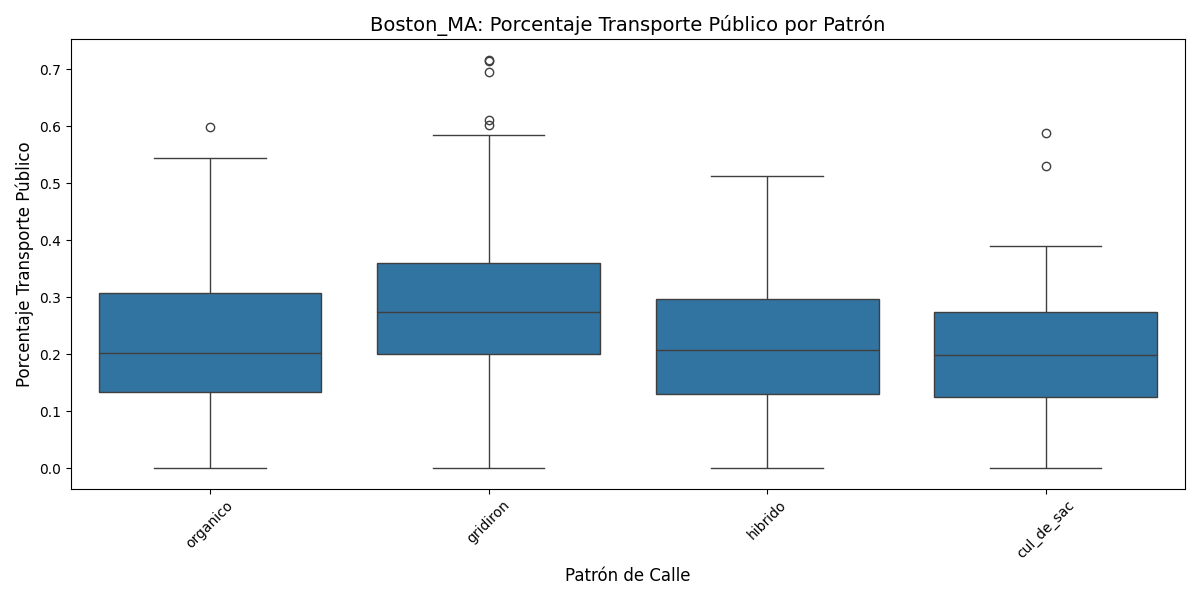 Boston_MA: Porcentaje Transporte Público por Patrón
Porcentaje Transporte Público
0.7
0.6
0.5
0.4
0.3
0.2
0.1
0.0
organico
gridiron
hibrido
cul_de_sac
Patrón de Calle